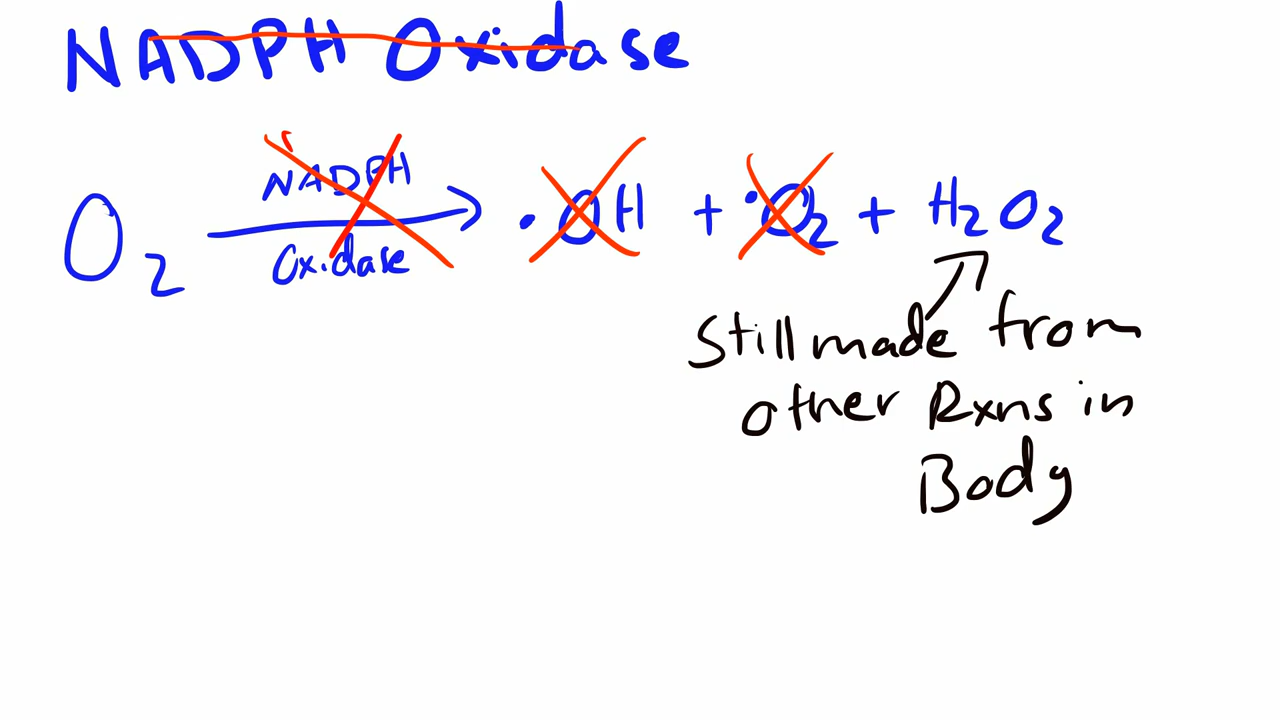 NADPH Oxidase
NADPH
O2 → •OH + •O2 + H2O2
Oxidase
Still made from
other Rxns in
Body